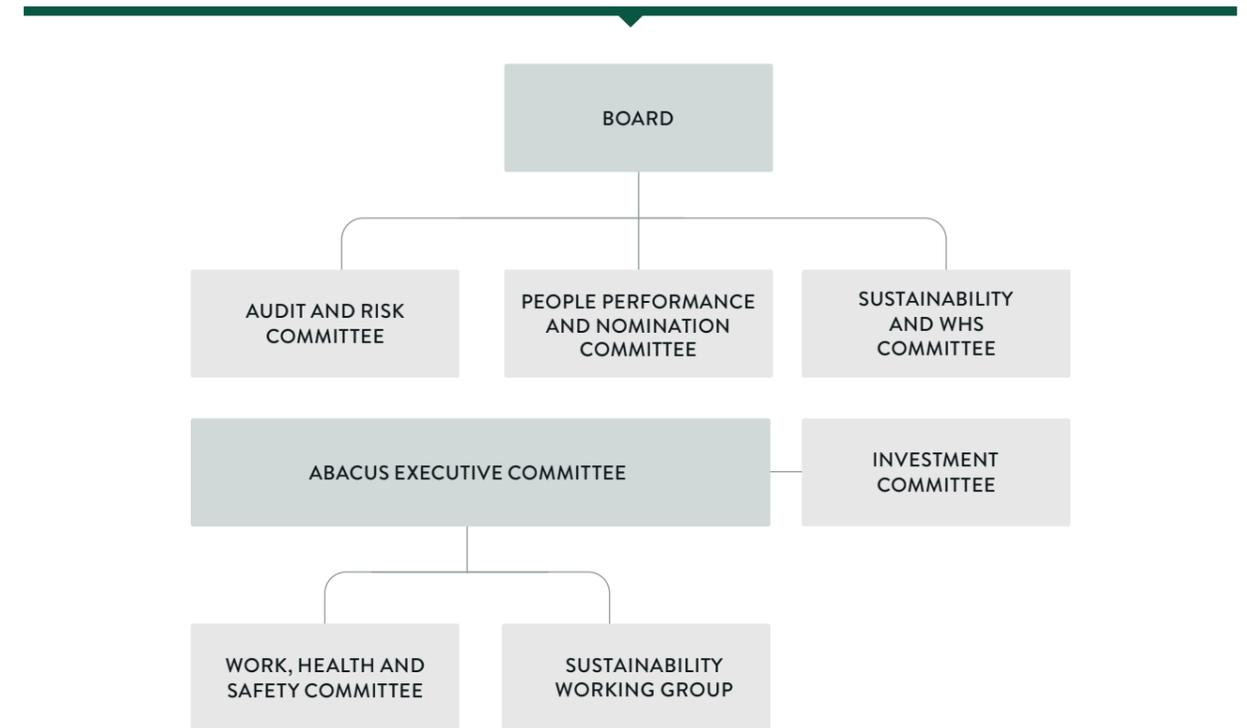 BOARD
AUDIT AND RISK
COMMITTEE
PEOPLE PERFORMANCE
AND NOMINATION
COMMITTEE
SUSTAINABILITY
AND WHS
COMMITTEE
ABACUS EXECUTIVE COMMITTEE
INVESTMENT
COMMITTEE
WORK, HEALTH AND
SAFETY COMMITTEE
SUSTAINABILITY
WORKING GROUP